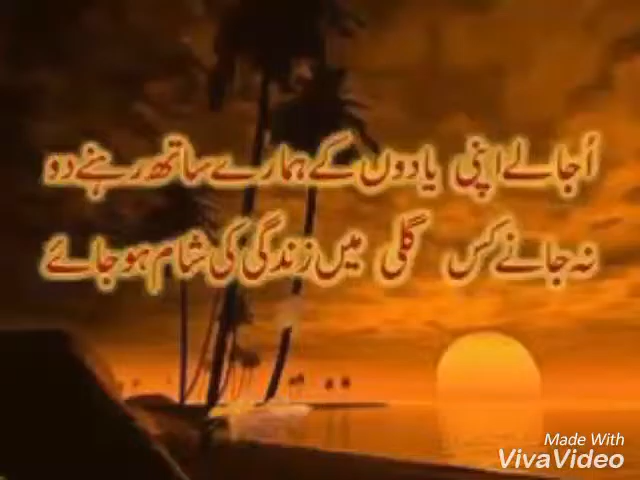 اُجالے اپنی یادوں کے ہمارے ساتھ رہنے دو
نہ جانے کس گلی میں زندگی کی شام ہو جائے
Made With
VivaVideo